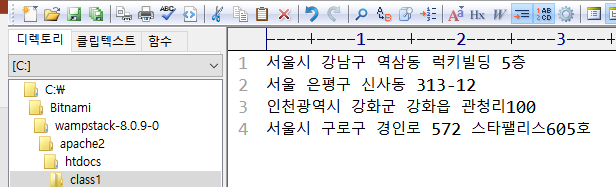 디렉토리 클립텍스트 함수
[C:]
C:\
Bitnami
wampstack-8.0.9-0
apache2
htdocs
class1
----+----1----+----2----+----3----
1 서울시 강남구 역삼동 럭키빌딩 5층
2 서울 은평구 신사동 313-12
3 인천광역시 강화군 강화읍 관청리100
4 서울시 구로구 경인로 572 스타팰리스605호